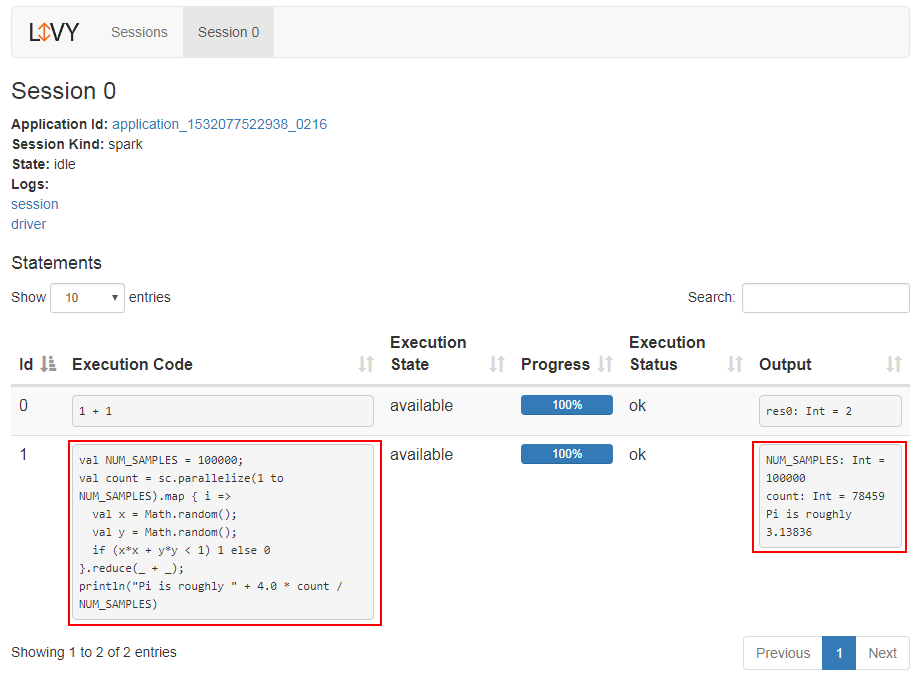 LIVY Sessions Session 0
Session 0
Application Id: application_1532077522938_0216
Session Kind: spark
State: idle
Logs:
session
driver
Statements
Show 10 entries Search:
Id Execution Code Execution State Progress Execution Status Output
0 1 + 1 available 100% ok res0: Int = 2
1
val NUM_SAMPLES = 100000;
val count = sc.parallelize(1 to
NUM_SAMPLES).map { i =>
  val x = Math.random();
  val y = Math.random();
  if (x*x + y*y < 1) 1 else 0
}.reduce(_ + _);
println("Pi is roughly " + 4.0 * count /
NUM_SAMPLES)
available 100% ok
NUM_SAMPLES: Int =
100000
count: Int = 78459
Pi is roughly
3.13836
Showing 1 to 2 of 2 entries Previous 1 Next